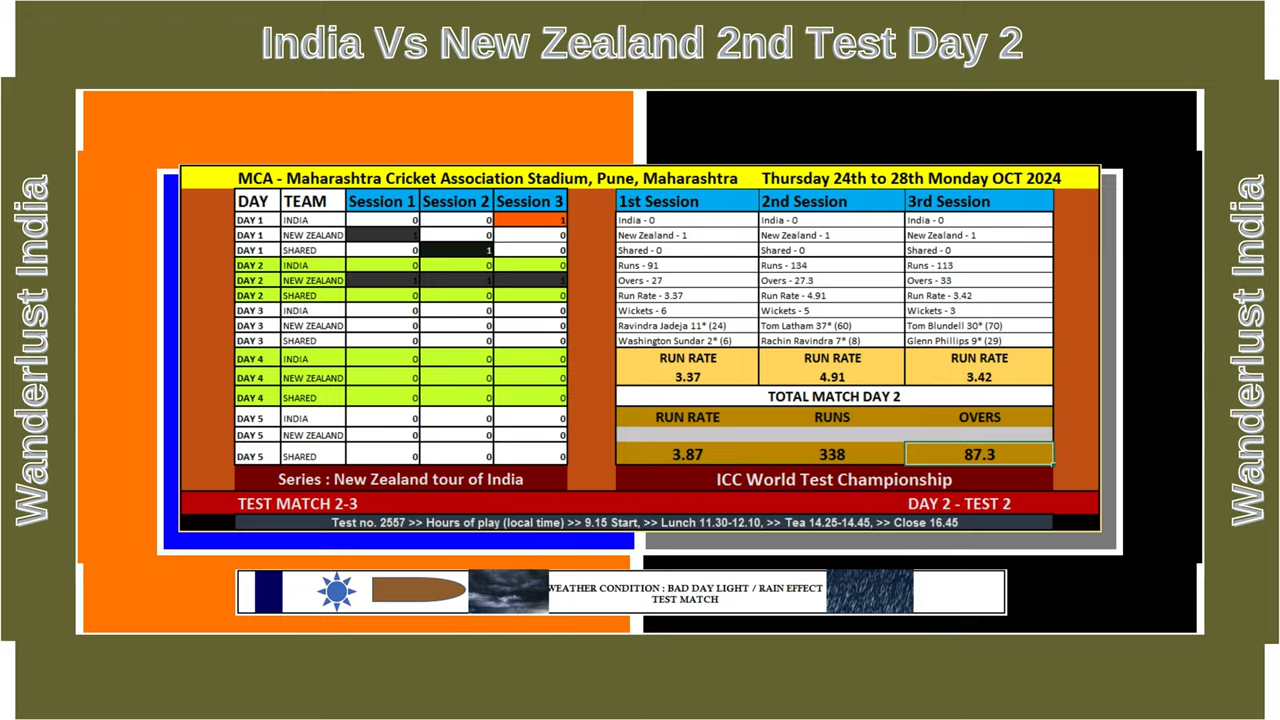 India Vs New Zealand 2nd Test Day 2
Wanderlust India
MCA - Maharashtra Cricket Association Stadium, Pune, Maharashtra Thursday 24th to 28th Monday OCT 2024
DAY TEAM Session 1 Session 2 Session 3
DAY 1 INDIA 0 0 1
DAY 1 NEW ZEALAND 1 0 0
DAY 1 SHARED 0 1 0
DAY 2 INDIA 0 0 0
DAY 2 NEW ZEALAND 1 1 1
DAY 2 SHARED 0 0 0
DAY 3 INDIA 0 0 0
DAY 3 NEW ZEALAND 0 0 0
DAY 3 SHARED 0 0 0
DAY 4 INDIA 0 0 0
DAY 4 NEW ZEALAND 0 0 0
DAY 4 SHARED 0 0 0
DAY 5 INDIA 0 0 0
DAY 5 NEW ZEALAND 0 0 0
DAY 5 SHARED 0 0 0
1st Session 2nd Session 3rd Session
India - 0 India - 0 India - 0
New Zealand - 1 New Zealand - 1 New Zealand - 1
Shared - 0 Shared - 0 Shared - 0
Runs - 91 Runs - 134 Runs - 113
Overs - 27 Overs - 27.3 Overs - 33
Run Rate - 3.37 Run Rate - 4.91 Run Rate - 3.42
Wickets - 6 Wickets - 5 Wickets - 3
Ravindra Jadeja 11* (24) Tom Latham 37* (60) Tom Blundell 30* (70)
Washington Sundar 2* (6) Rachin Ravindra 7* (8) Glenn Phillips 9* (29)
RUN RATE RUN RATE RUN RATE
3.37 4.91 3.42
TOTAL MATCH DAY 2
RUN RATE RUNS OVERS
3.87 338 87.3
Series : New Zealand tour of India ICC World Test Championship
TEST MATCH 2-3 DAY 2 - TEST 2
Test no. 2557 >> Hours of play (local time) >> 9.15 Start, >> Lunch 11.30-12.10, >> Tea 14.25-14.45, >> Close 16.45
WEATHER CONDITION : BAD DAY LIGHT / RAIN EFFECT
TEST MATCH
Wanderlust India